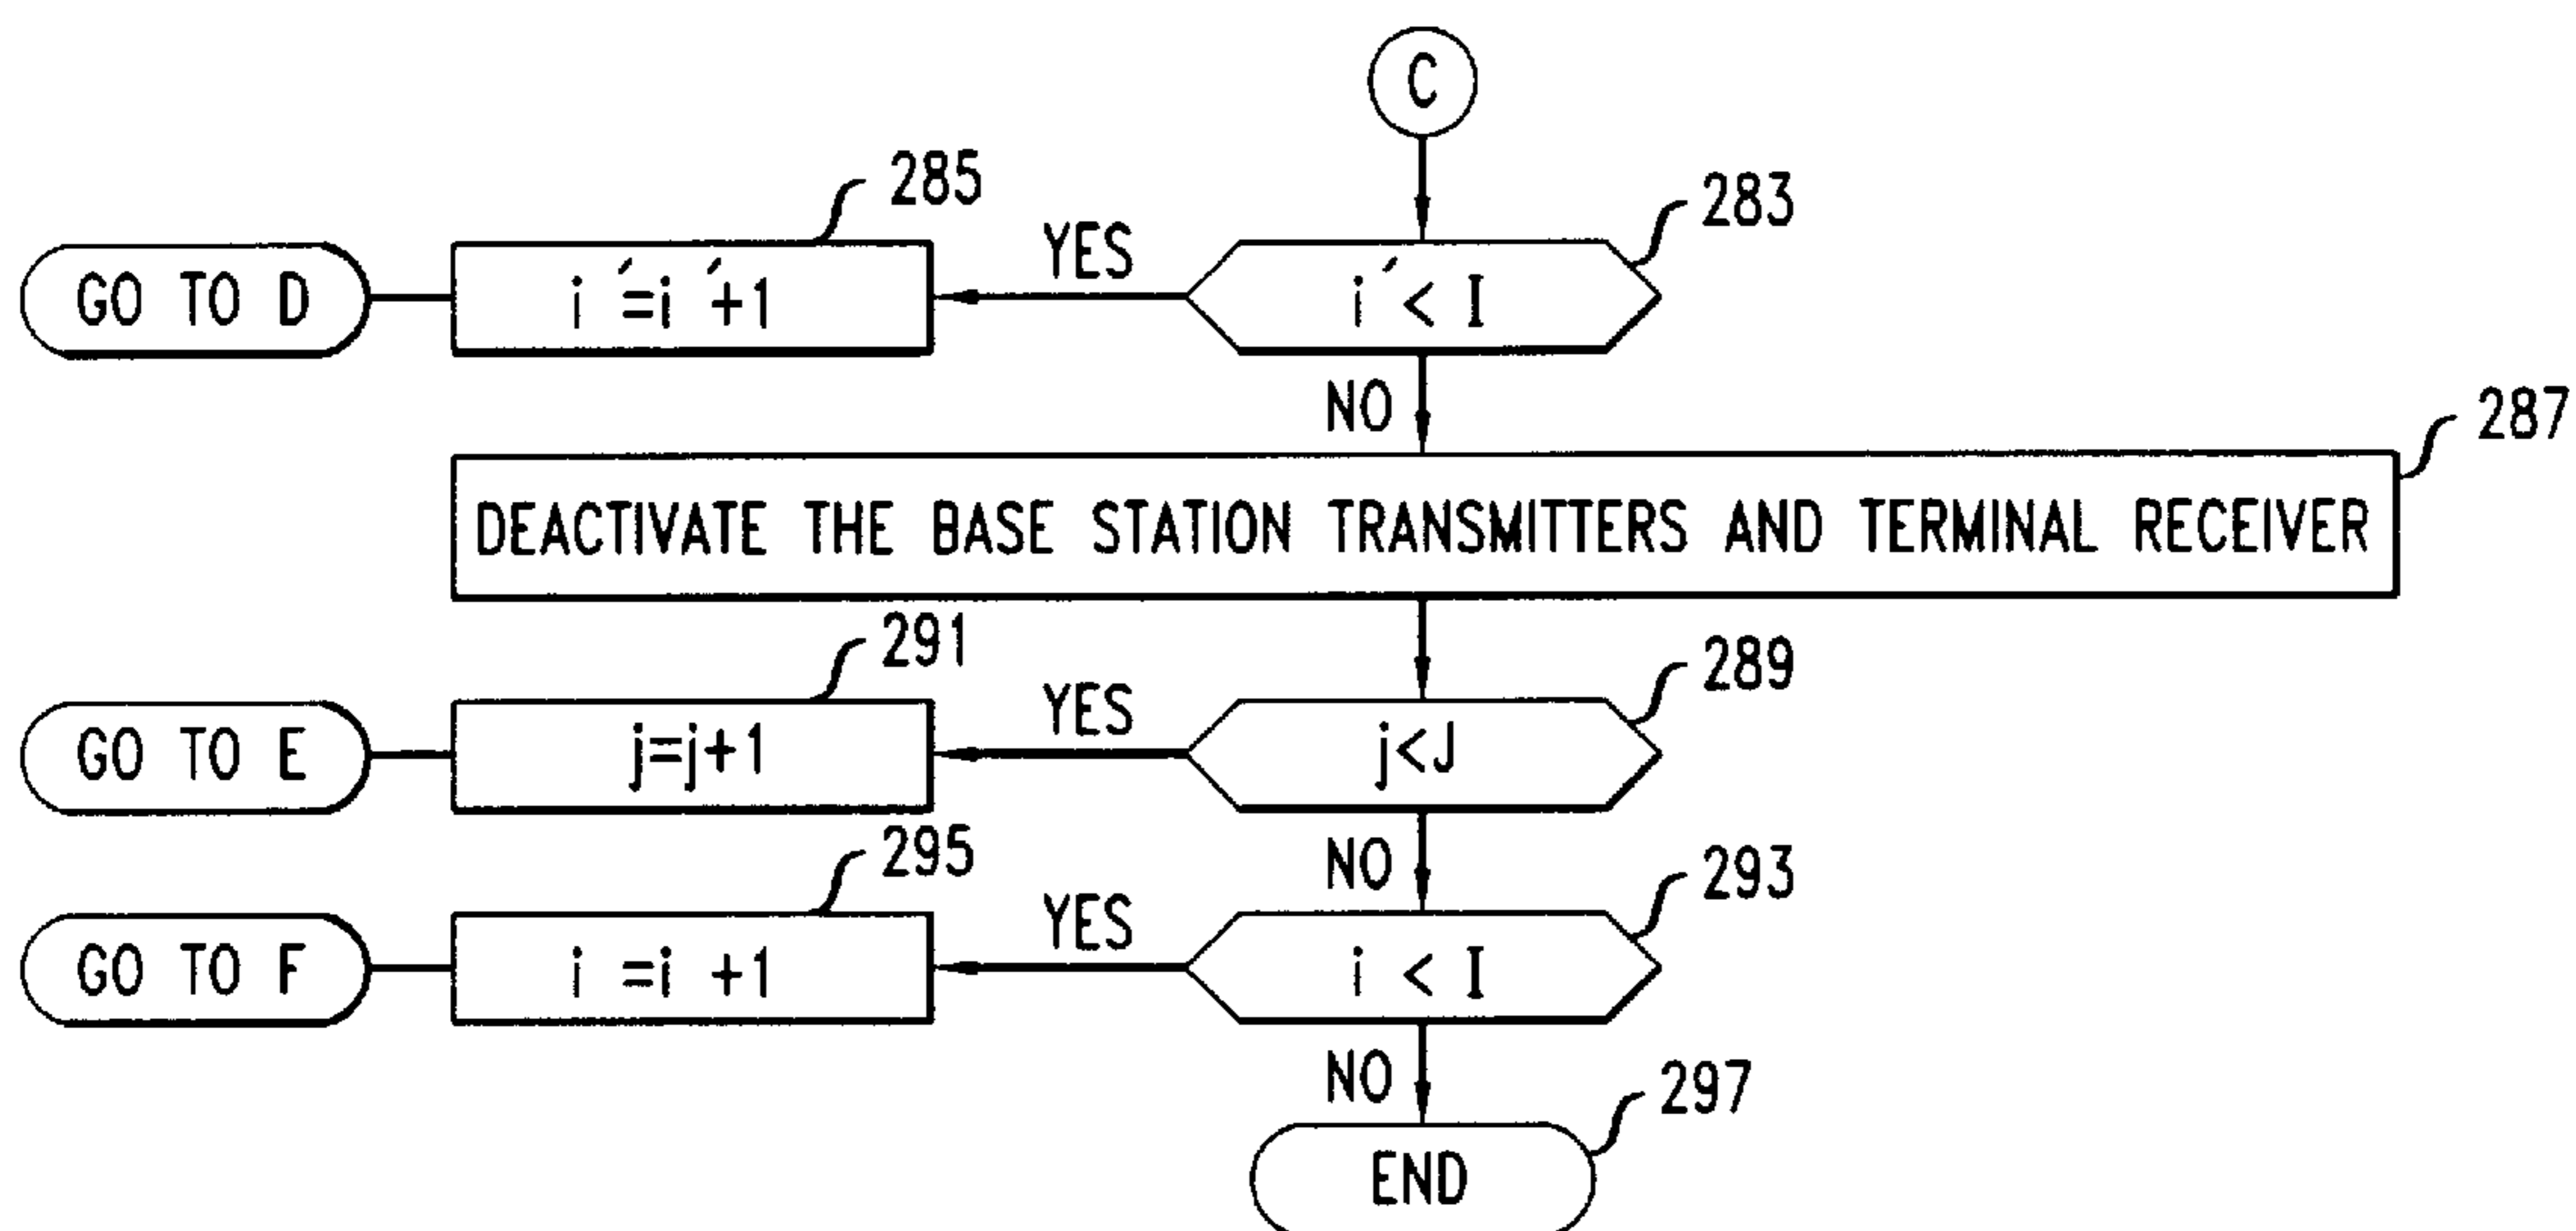 C
285
283
GO TO D
i´=i´+1
YES
i´< I
NO
287
DEACTIVATE THE BASE STATION TRANSMITTERS AND TERMINAL RECEIVER
291
289
GO TO E
j=j+1
YES
j<J
NO
295
293
GO TO F
i =i +1
YES
i < I
NO
297
END